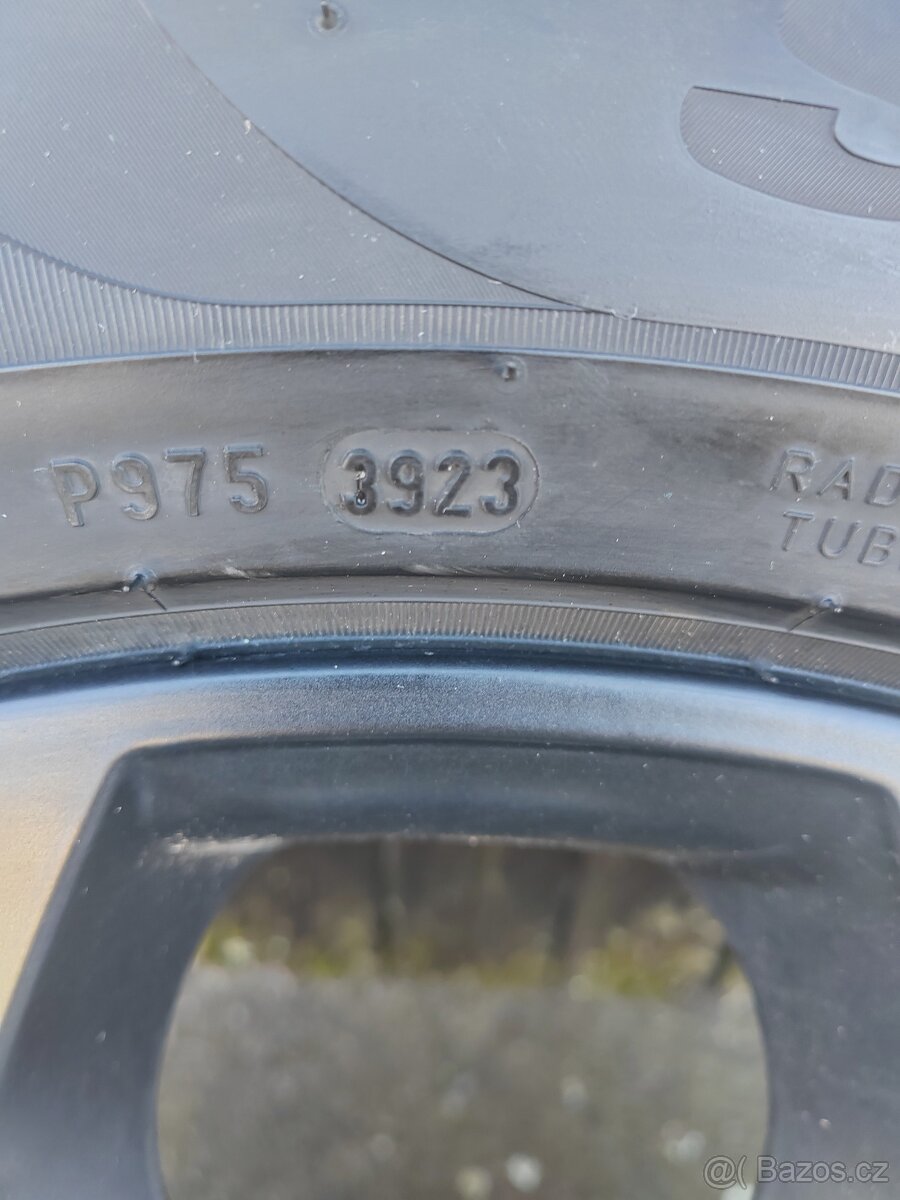 P975 3923
RAD
TUB
@( Bazos.cz